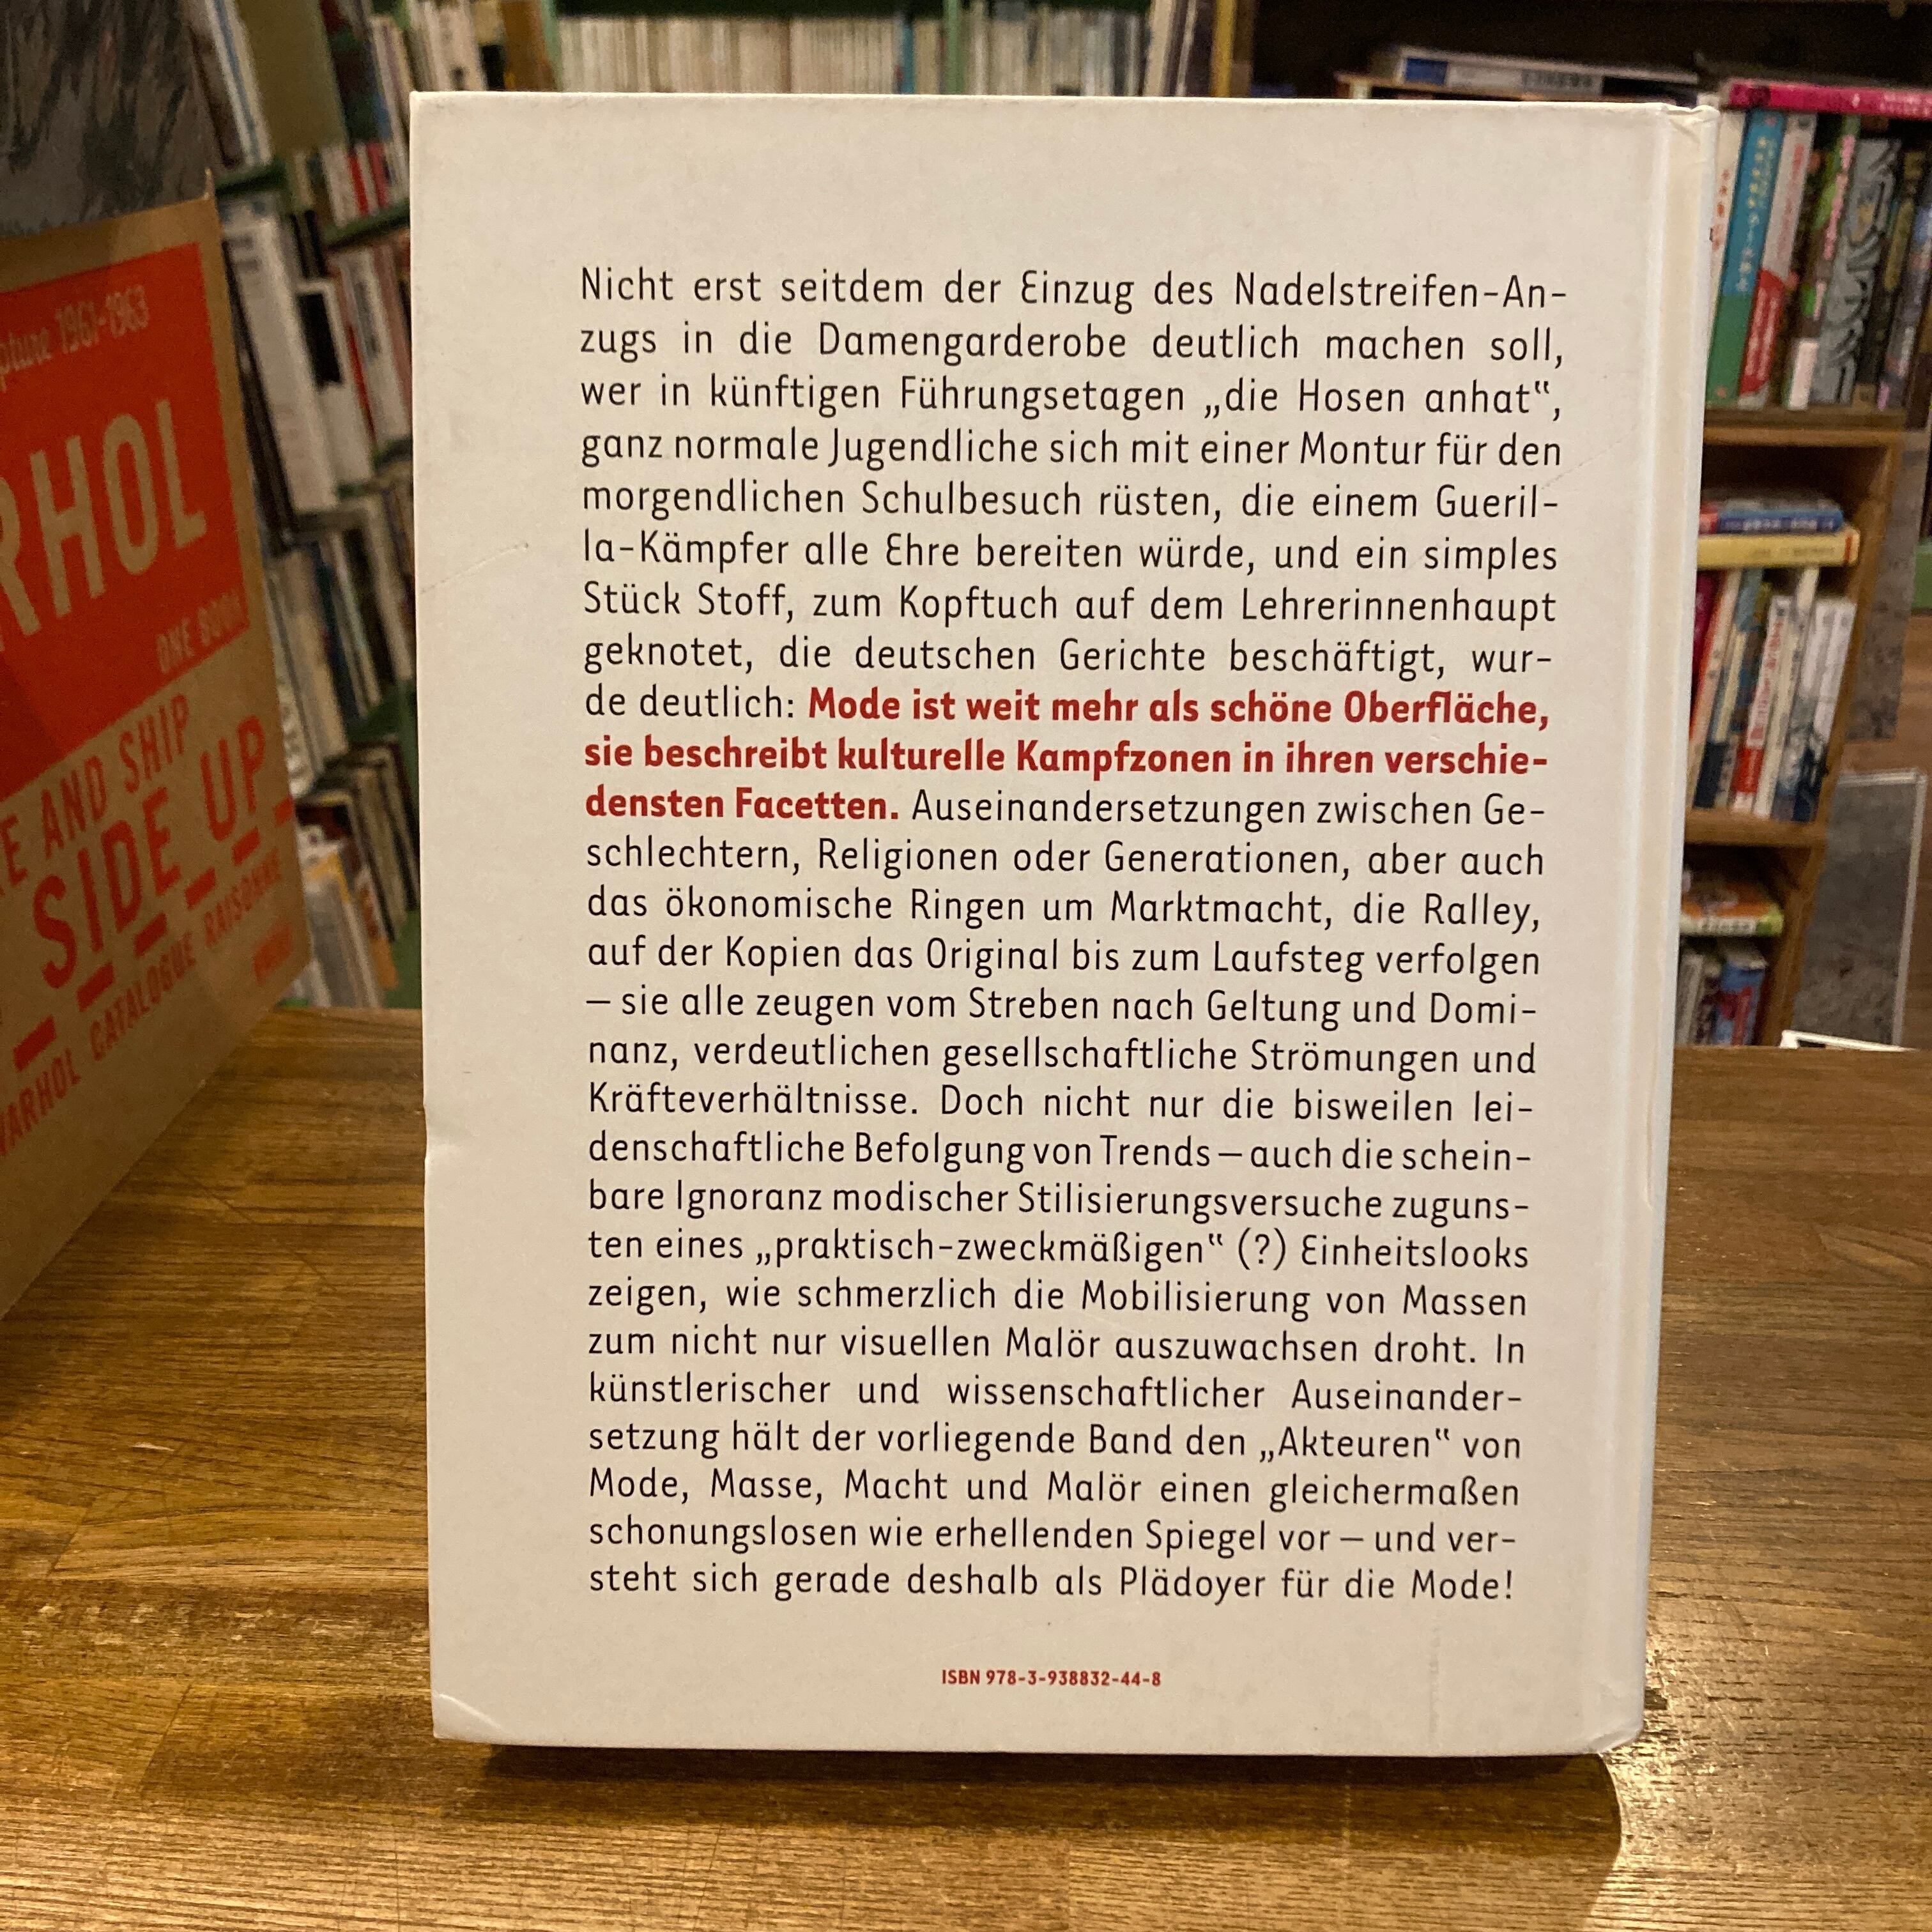 Nicht erst seitdem der Einzug des Nadelstreifen-An-
zugs in die Damengarderobe deutlich machen soll,
wer in künftigen Führungsetagen „die Hosen anhat“,
ganz normale Jugendliche sich mit einer Montur für den
morgendlichen Schulbesuch rüsten, die einem Gueril-
la-Kämpfer alle Ehre bereiten würde, und ein simples
Stück Stoff, zum Kopftuch auf dem Lehrerinnenhaupt
geknotet, die deutschen Gerichte beschäftigt, wur-
de deutlich: Mode ist weit mehr als schöne Oberfläche,
sie beschreibt kulturelle Kampfzonen in ihren verschie-
densten Facetten. Auseinandersetzungen zwischen Ge-
schlechtern, Religionen oder Generationen, aber auch
das ökonomische Ringen um Marktmacht, die Ralley,
auf der Kopien das Original bis zum Laufsteg verfolgen
– sie alle zeugen vom Streben nach Geltung und Domi-
nanz, verdeutlichen gesellschaftliche Strömungen und
Kräfteverhältnisse. Doch nicht nur die bisweilen lei-
denschaftliche Befolgung von Trends – auch die schein-
bare Ignoranz modischer Stilisierungsversuche zuguns-
ten eines „praktisch-zweckmäßigen“ (?) Einheitslooks
zeigen, wie schmerzlich die Mobilisierung von Massen
zum nicht nur visuellen Malör auszuwachsen droht. In
künstlerischer und wissenschaftlicher Auseinander-
setzung hält der vorliegende Band den „Akteuren“ von
Mode, Masse, Macht und Malör einen gleichermaßen
schonungslosen wie erhellenden Spiegel vor – und ver-
steht sich gerade deshalb als Plädoyer für die Mode!
ISBN 978-3-938832-44-8
pture 1961-1963
RHOL
ONE BOOK
E AND SHIP
SIDE UP
WARHOL CATALOGUE RAISONNE